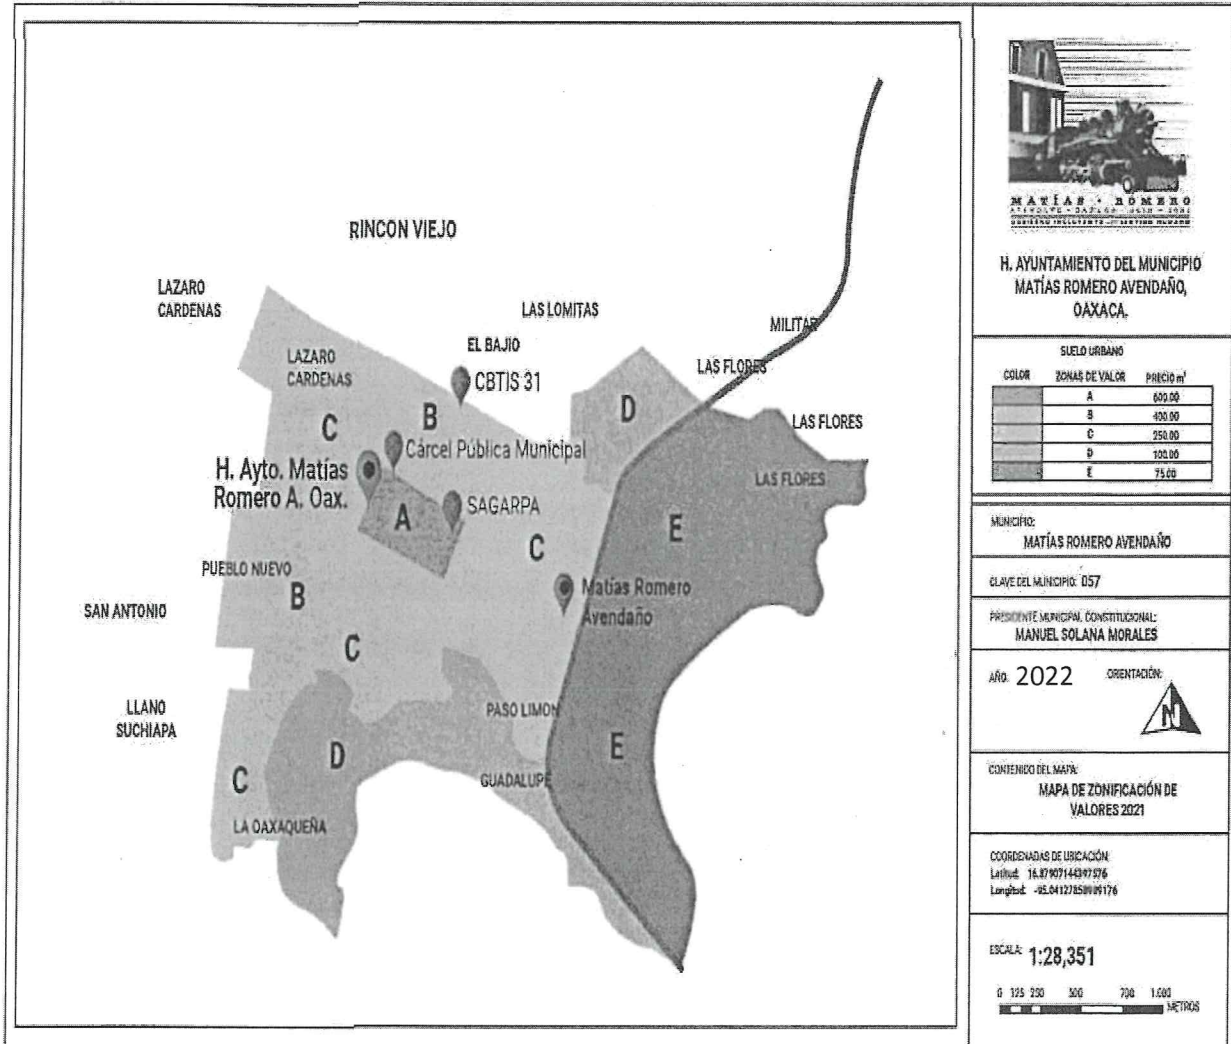 RINCON VIEJO
LAZARO
CARDENAS
LAS LOMITAS
MILITAR
EL BAJIO
LAZARO
CARDENAS
LAS FLORES
CBTIS 31
D
B
C
LAS FLORES
Cárcel Pública Municipal
H. Ayto. Matías
Romero A. Oax.
LAS FLORES
SAGARPA
A
E
C
PUEBLO NUEVO
Matías Romero
Avendaño
B
SAN ANTONIO
C
LLANO
SUCHIAPA
PASO LIMON
D
E
C
GUADALUPE
LA OAXAQUEÑA
MATÍAS · ROMERO
H. AYUNTAMIENTO DEL MUNICIPIO
MATÍAS ROMERO AVENDAÑO,
OAXACA.
SUELO URBANO
COLOR ZONAS DE VALOR PRECIO m²
A 600.00
B 400.00
C 250.00
D 100.00
E 75.00
MUNICIPIO:
MATÍAS ROMERO AVENDAÑO
CLAVE DEL MUNICIPIO: 057
PRESIDENTE MUNICIPAL CONSTITUCIONAL:
MANUEL SOLANA MORALES
AÑO: 2022 ORIENTACIÓN:
N
CONTENIDO DEL MAPA:
MAPA DE ZONIFICACIÓN DE
VALORES 2021
COORDENADAS DE UBICACIÓN:
Latitud:
Longitud:
ESCALA: 1:28,351
0 125 250 500 700 1.000
METROS